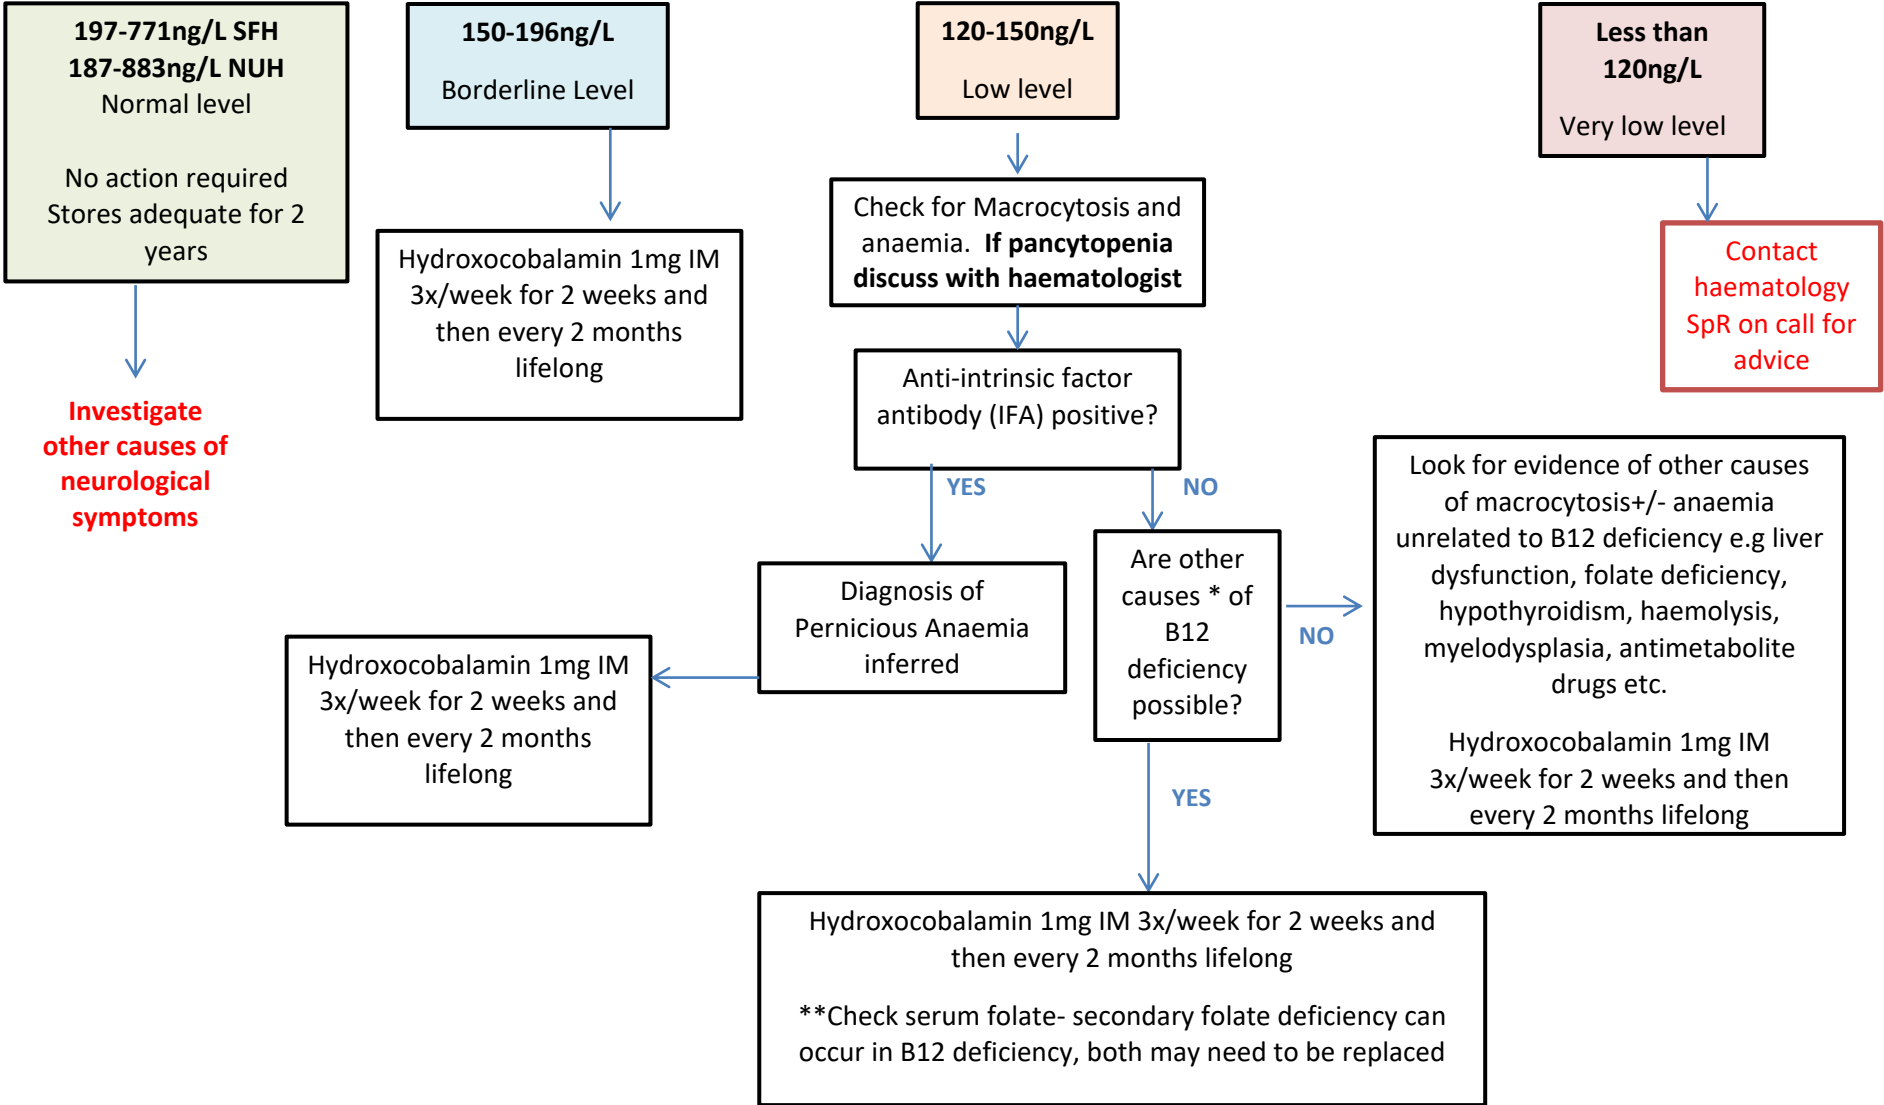 197-771ng/L SFH
187-883ng/L NUH
Normal level
No action required
Stores adequate for 2
years
Investigate
other causes of
neurological
symptoms
150-196ng/L
Borderline Level
Hydroxocobalamin 1mg IM
3x/week for 2 weeks and
then every 2 months
lifelong
120-150ng/L
Low level
Check for Macrocytosis and
anaemia. If pancytopenia
discuss with haematologist
Anti-intrinsic factor
antibody (IFA) positive?
YES
NO
Diagnosis of
Pernicious Anaemia
inferred
Hydroxocobalamin 1mg IM
3x/week for 2 weeks and
then every 2 months
lifelong
Are other
causes * of
B12
deficiency
possible?
NO
YES
Look for evidence of other causes
of macrocytosis+/- anaemia
unrelated to B12 deficiency e.g liver
dysfunction, folate deficiency,
hypothyroidism, haemolysis,
myelodysplasia, antimetabolite
drugs etc.
Hydroxocobalamin 1mg IM
3x/week for 2 weeks and then
every 2 months lifelong
Hydroxocobalamin 1mg IM 3x/week for 2 weeks and
then every 2 months lifelong
**Check serum folate- secondary folate deficiency can
occur in B12 deficiency, both may need to be replaced
Less than
120ng/L
Very low level
Contact
haematology
SpR on call for
advice